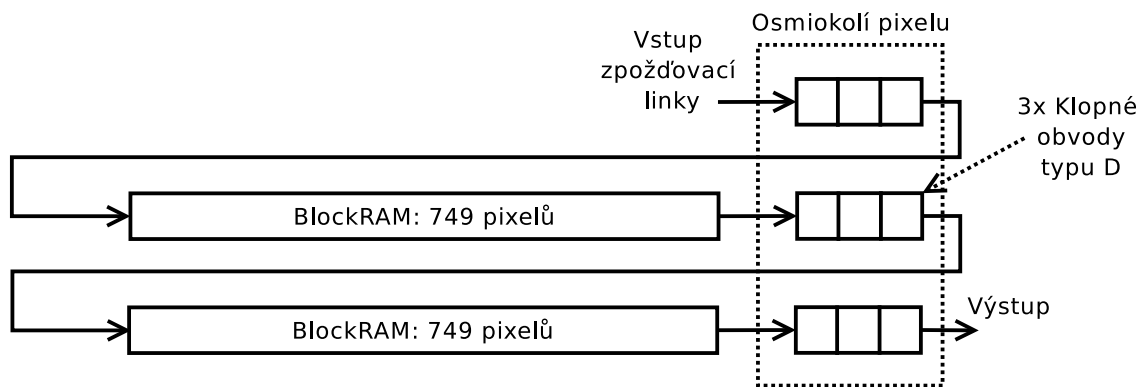 Osmiokolí pixelu
Vstup
zpožďovací
linky
3x Klopné
obvody
typu D
BlockRAM: 749 pixelů
BlockRAM: 749 pixelů
Výstup